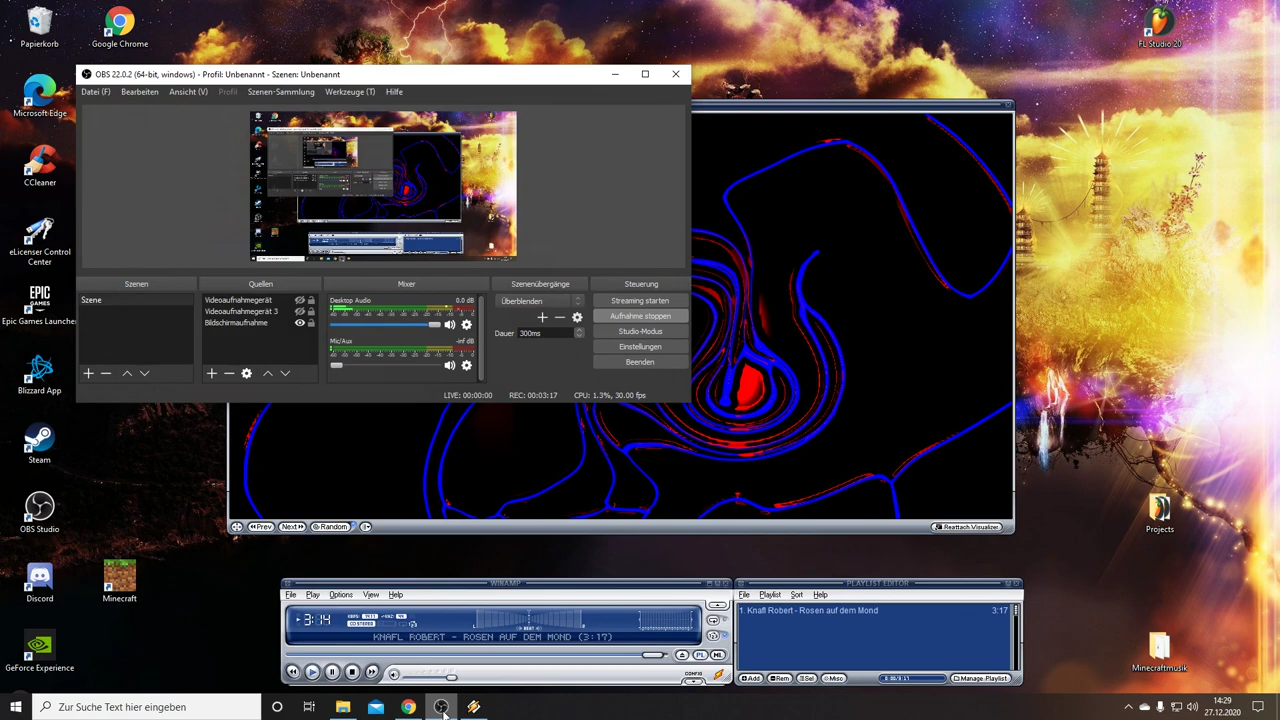 Papierkorb
Google Chrome
FL Studio 20
Microsoft Edge
CCleaner
eLicenser Control
Center
Epic Games Launcher
Blizzard App
Steam
OBS Studio
Discord
Minecraft
GeForce Experience
Projects
Minecraftmusik
OBS 22.0.2 (64-bit, windows) - Profil: Unbenannt - Szenen: Unbenannt
Datei (F) Bearbeiten Ansicht (V) Profil Szenen-Sammlung Werkzeuge (T) Hilfe
Szenen Quellen Mixer Szenenübergänge Steuerung
Szene
Videoaufnahmegerät
Videoaufnahmegerät 3
Bildschirmaufnahme
Desktop Audio 0.0 dB
Mic/Aux -inf dB
Überblenden
Dauer 300ms
Streaming starten
Aufnahme stoppen
Studio-Modus
Einstellungen
Beenden
LIVE: 00:00:00 REC: 00:03:17 CPU: 1.3%, 30.00 fps
Prev Next Random Reattach Visualizer
WINAMP
File Play Options View Help
3:14
KNAFL ROBERT - ROSEN AUF DEM MOND (3:17)
PL ML
CONFIG
PLAYLIST EDITOR
File Playlist Sort Help
1. Knafl Robert - Rosen auf dem Mond 3:17
Add Rem Sel Misc Manage Playlist
Zur Suche Text hier eingeben
14:29
27.12.2020